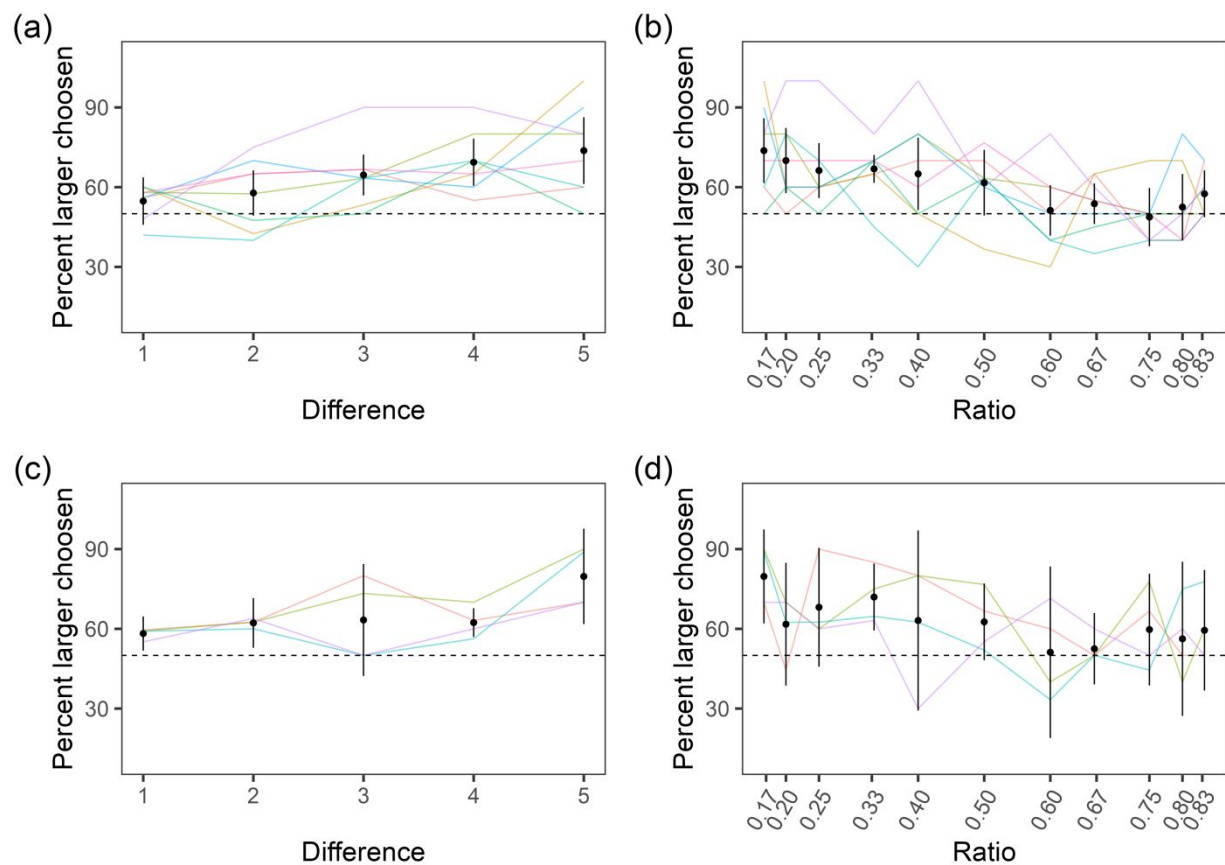 (a)
Percent larger choosen
90
60
30
1 2 3 4 5
Difference
(b)
Percent larger choosen
90
60
30
0.17 0.20 0.25 0.33 0.40 0.50 0.60 0.67 0.75 0.80 0.83
Ratio
(c)
Percent larger choosen
90
60
30
1 2 3 4 5
Difference
(d)
Percent larger choosen
90
60
30
0.17 0.20 0.25 0.33 0.40 0.50 0.60 0.67 0.75 0.80 0.83
Ratio